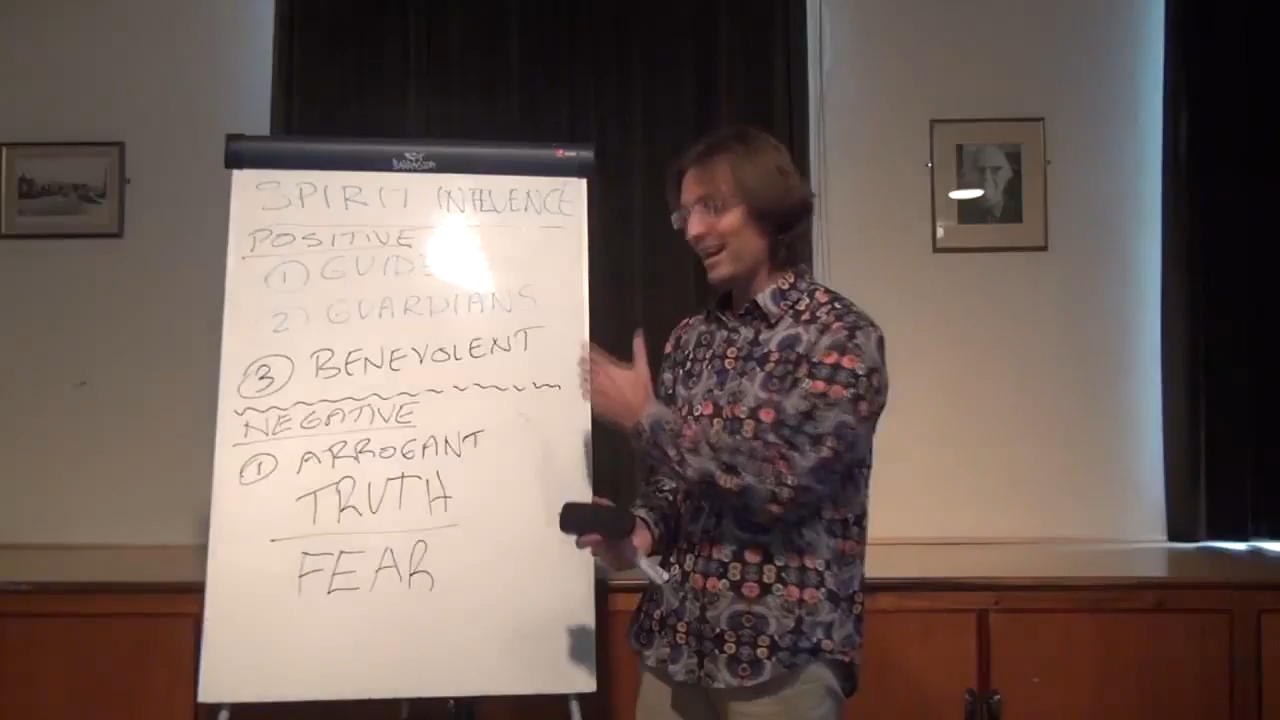 SPIRIT INFLUENCE
POSITIVE
① GUIDE
2) GUARDIANS
③ BENEVOLENT
NEGATIVE
① ARROGANT
TRUTH
FEAR